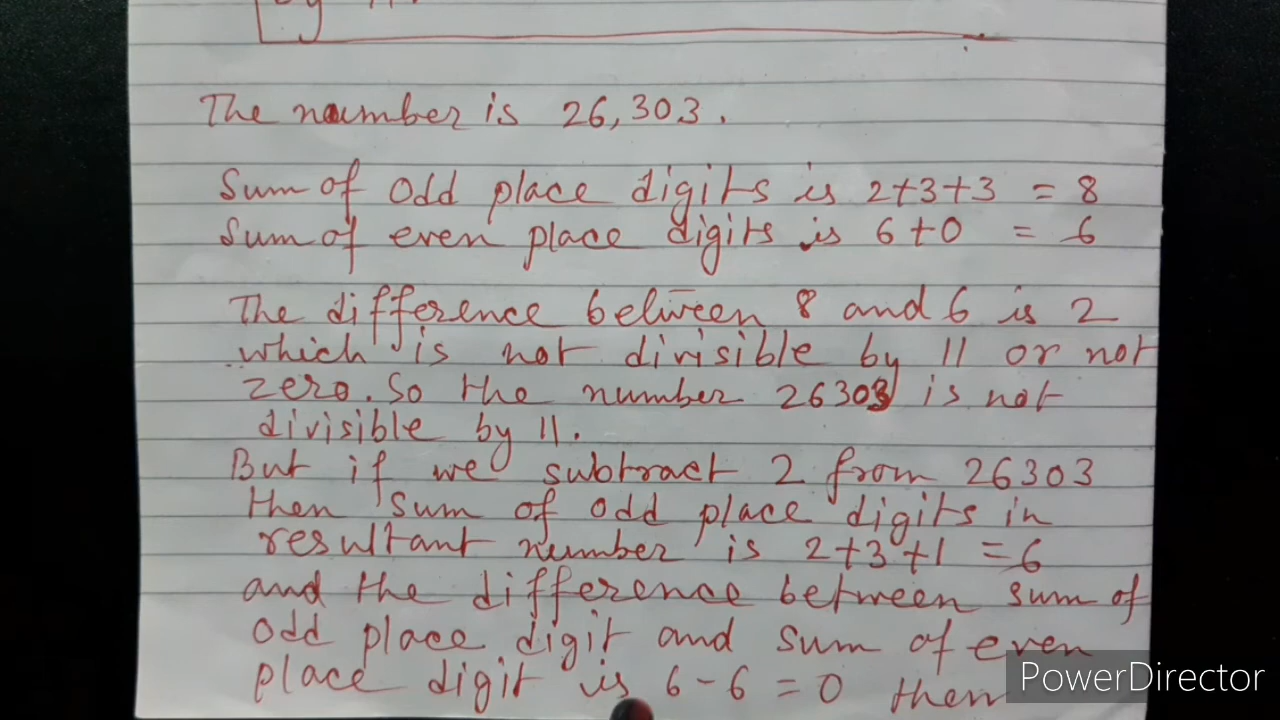 The number is 26,303.
Sum of odd place digits is 2+3+3 = 8
Sum of even place digits is 6+0 = 6
The difference between 8 and 6 is 2
which is not divisible by 11 or not
zero. So the number 26303 is not
divisible by 11.
But if we subtract 2 from 26303
then sum of odd place digits in
resultant number is 2+3+1 = 6
and the difference between sum of
odd place digit and sum of even
place digit is 6-6=0 then
PowerDirector